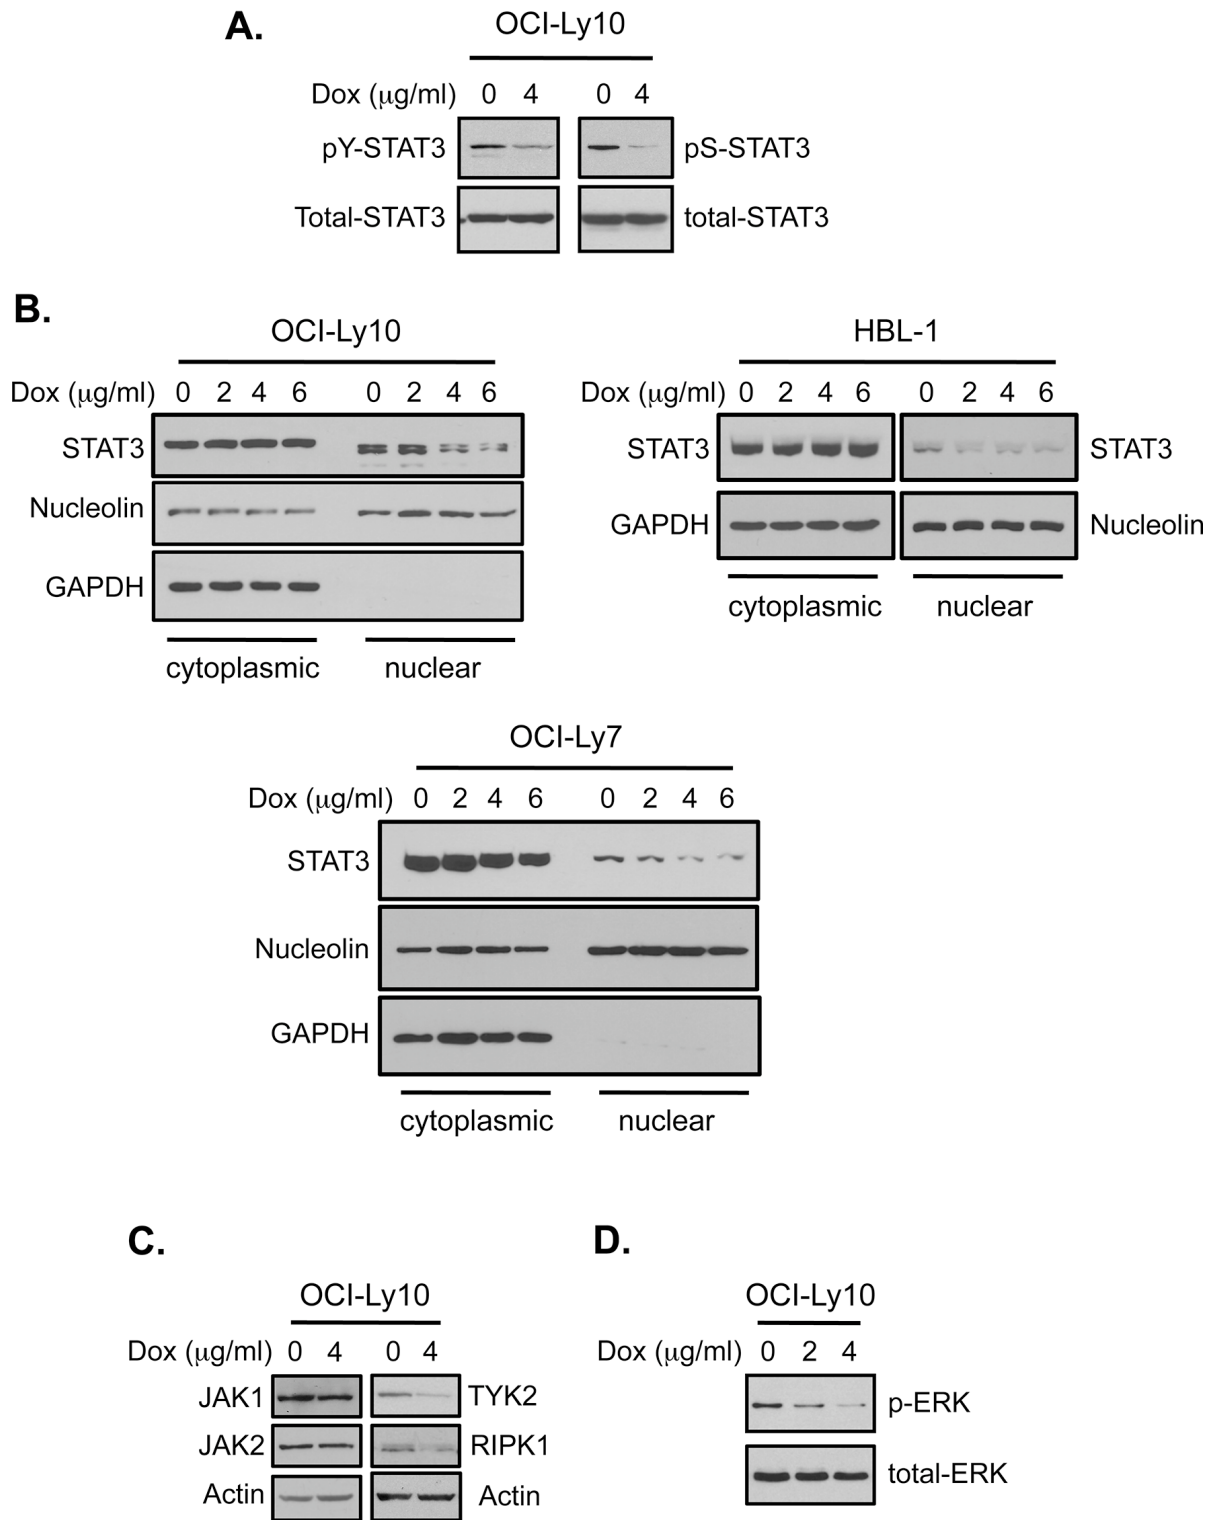 A.
OCI-Ly10
Dox (μg/ml) 0 4 0 4
pY-STAT3 pS-STAT3
Total-STAT3 total-STAT3
B.
OCI-Ly10
Dox (μg/ml) 0 2 4 6 0 2 4 6
STAT3
Nucleolin
GAPDH
cytoplasmic nuclear
HBL-1
Dox (μg/ml) 0 2 4 6 0 2 4 6
STAT3 STAT3
GAPDH Nucleolin
cytoplasmic nuclear
OCI-Ly7
Dox (μg/ml) 0 2 4 6 0 2 4 6
STAT3
Nucleolin
GAPDH
cytoplasmic nuclear
C.
OCI-Ly10
Dox (μg/ml) 0 4 0 4
JAK1 TYK2
JAK2 RIPK1
Actin Actin
D.
OCI-Ly10
Dox (μg/ml) 0 2 4
p-ERK
total-ERK